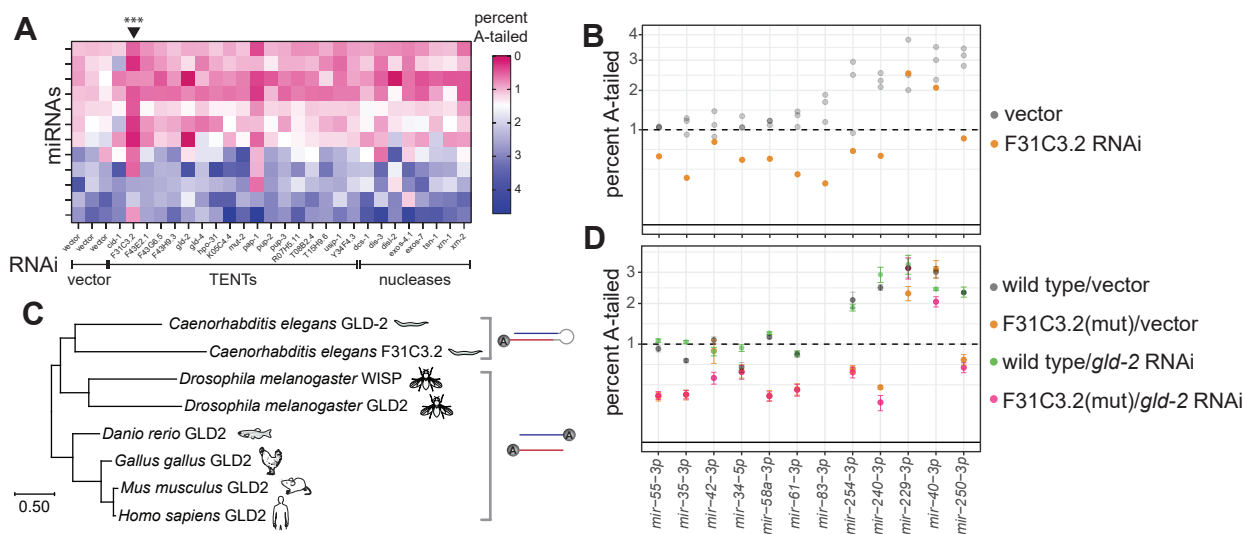 A
***
percent
A-tailed
miRNAs
0
1
2
3
4
vector
vector
vector
cid-1
F31C3.2
F43E2.1
F43G6.5
F43H9.3
gld-2
gld-4
hpo-31
K05C4.4
mut-2
pap-1
pup-2
pup-3
R07H5.11
T08B2.4
T15H9.6
usip-1
Y34F4.3
dcs-1
dis-3
disl-2
exos-4.1
exos-7
tsn-1
xrn-1
xrn-2
RNAi
vector
TENTs
nucleases
B
percent A-tailed
4
3
2
1
vector
F31C3.2 RNAi
C
Caenorhabditis elegans GLD-2
Caenorhabditis elegans F31C3.2
Drosophila melanogaster WISP
Drosophila melanogaster GLD2
Danio rerio GLD2
Gallus gallus GLD2
Mus musculus GLD2
Homo sapiens GLD2
0.50
A
A
A
D
percent A-tailed
3
2
1
wild type/vector
F31C3.2(mut)/vector
wild type/gld-2 RNAi
F31C3.2(mut)/gld-2 RNAi
mir−55−3p
mir−35−3p
mir−42−3p
mir−34−5p
mir−58a−3p
mir−61−3p
mir−83−3p
mir−254−3p
mir−240−3p
mir−229−3p
mir−40−3p
mir−250−3p